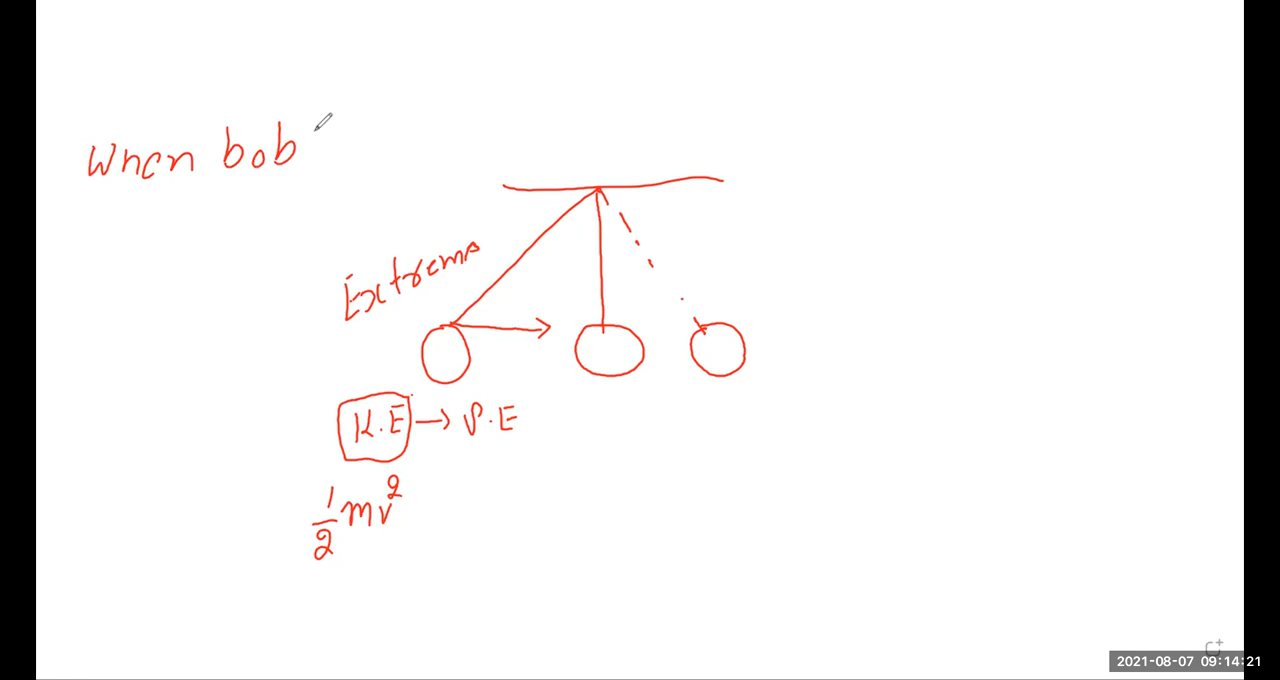 When bob
Extreme
K.E → P.E
1/2 mv²
2021-08-07 09:14:21